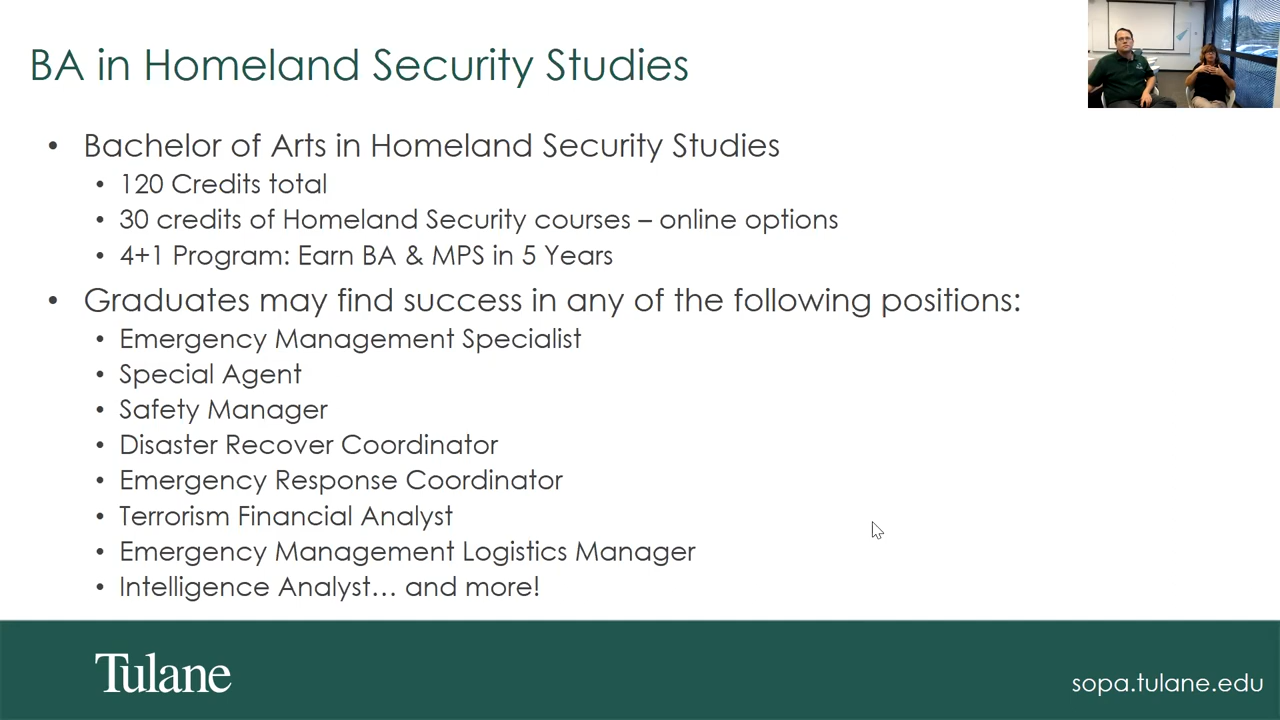 BA in Homeland Security Studies
• Bachelor of Arts in Homeland Security Studies
• 120 Credits total
• 30 credits of Homeland Security courses – online options
• 4+1 Program: Earn BA & MPS in 5 Years
• Graduates may find success in any of the following positions:
• Emergency Management Specialist
• Special Agent
• Safety Manager
• Disaster Recover Coordinator
• Emergency Response Coordinator
• Terrorism Financial Analyst
• Emergency Management Logistics Manager
• Intelligence Analyst… and more!
Tulane
sopa.tulane.edu